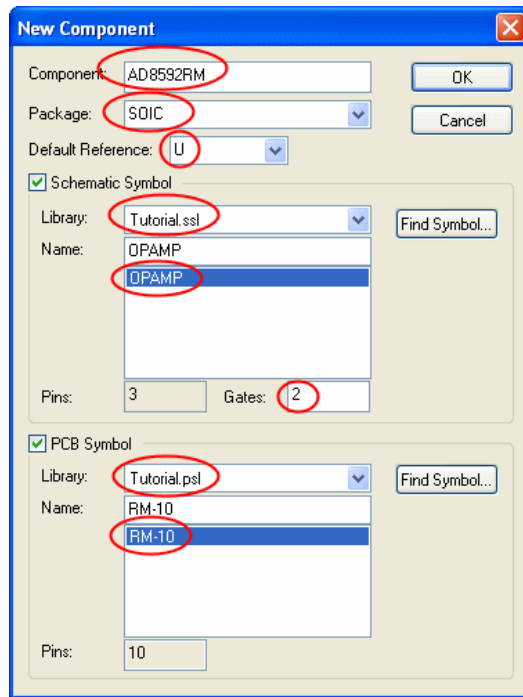 New Component
Component: AD8592RM OK
Package: SOIC Cancel
Default Reference: U
Schematic Symbol
Library: Tutorial.ssl Find Symbol...
Name: OPAMP
OPAMP
Pins: 3 Gates: 2
PCB Symbol
Library: Tutorial.psl Find Symbol...
Name: RM-10
RM-10
Pins: 10